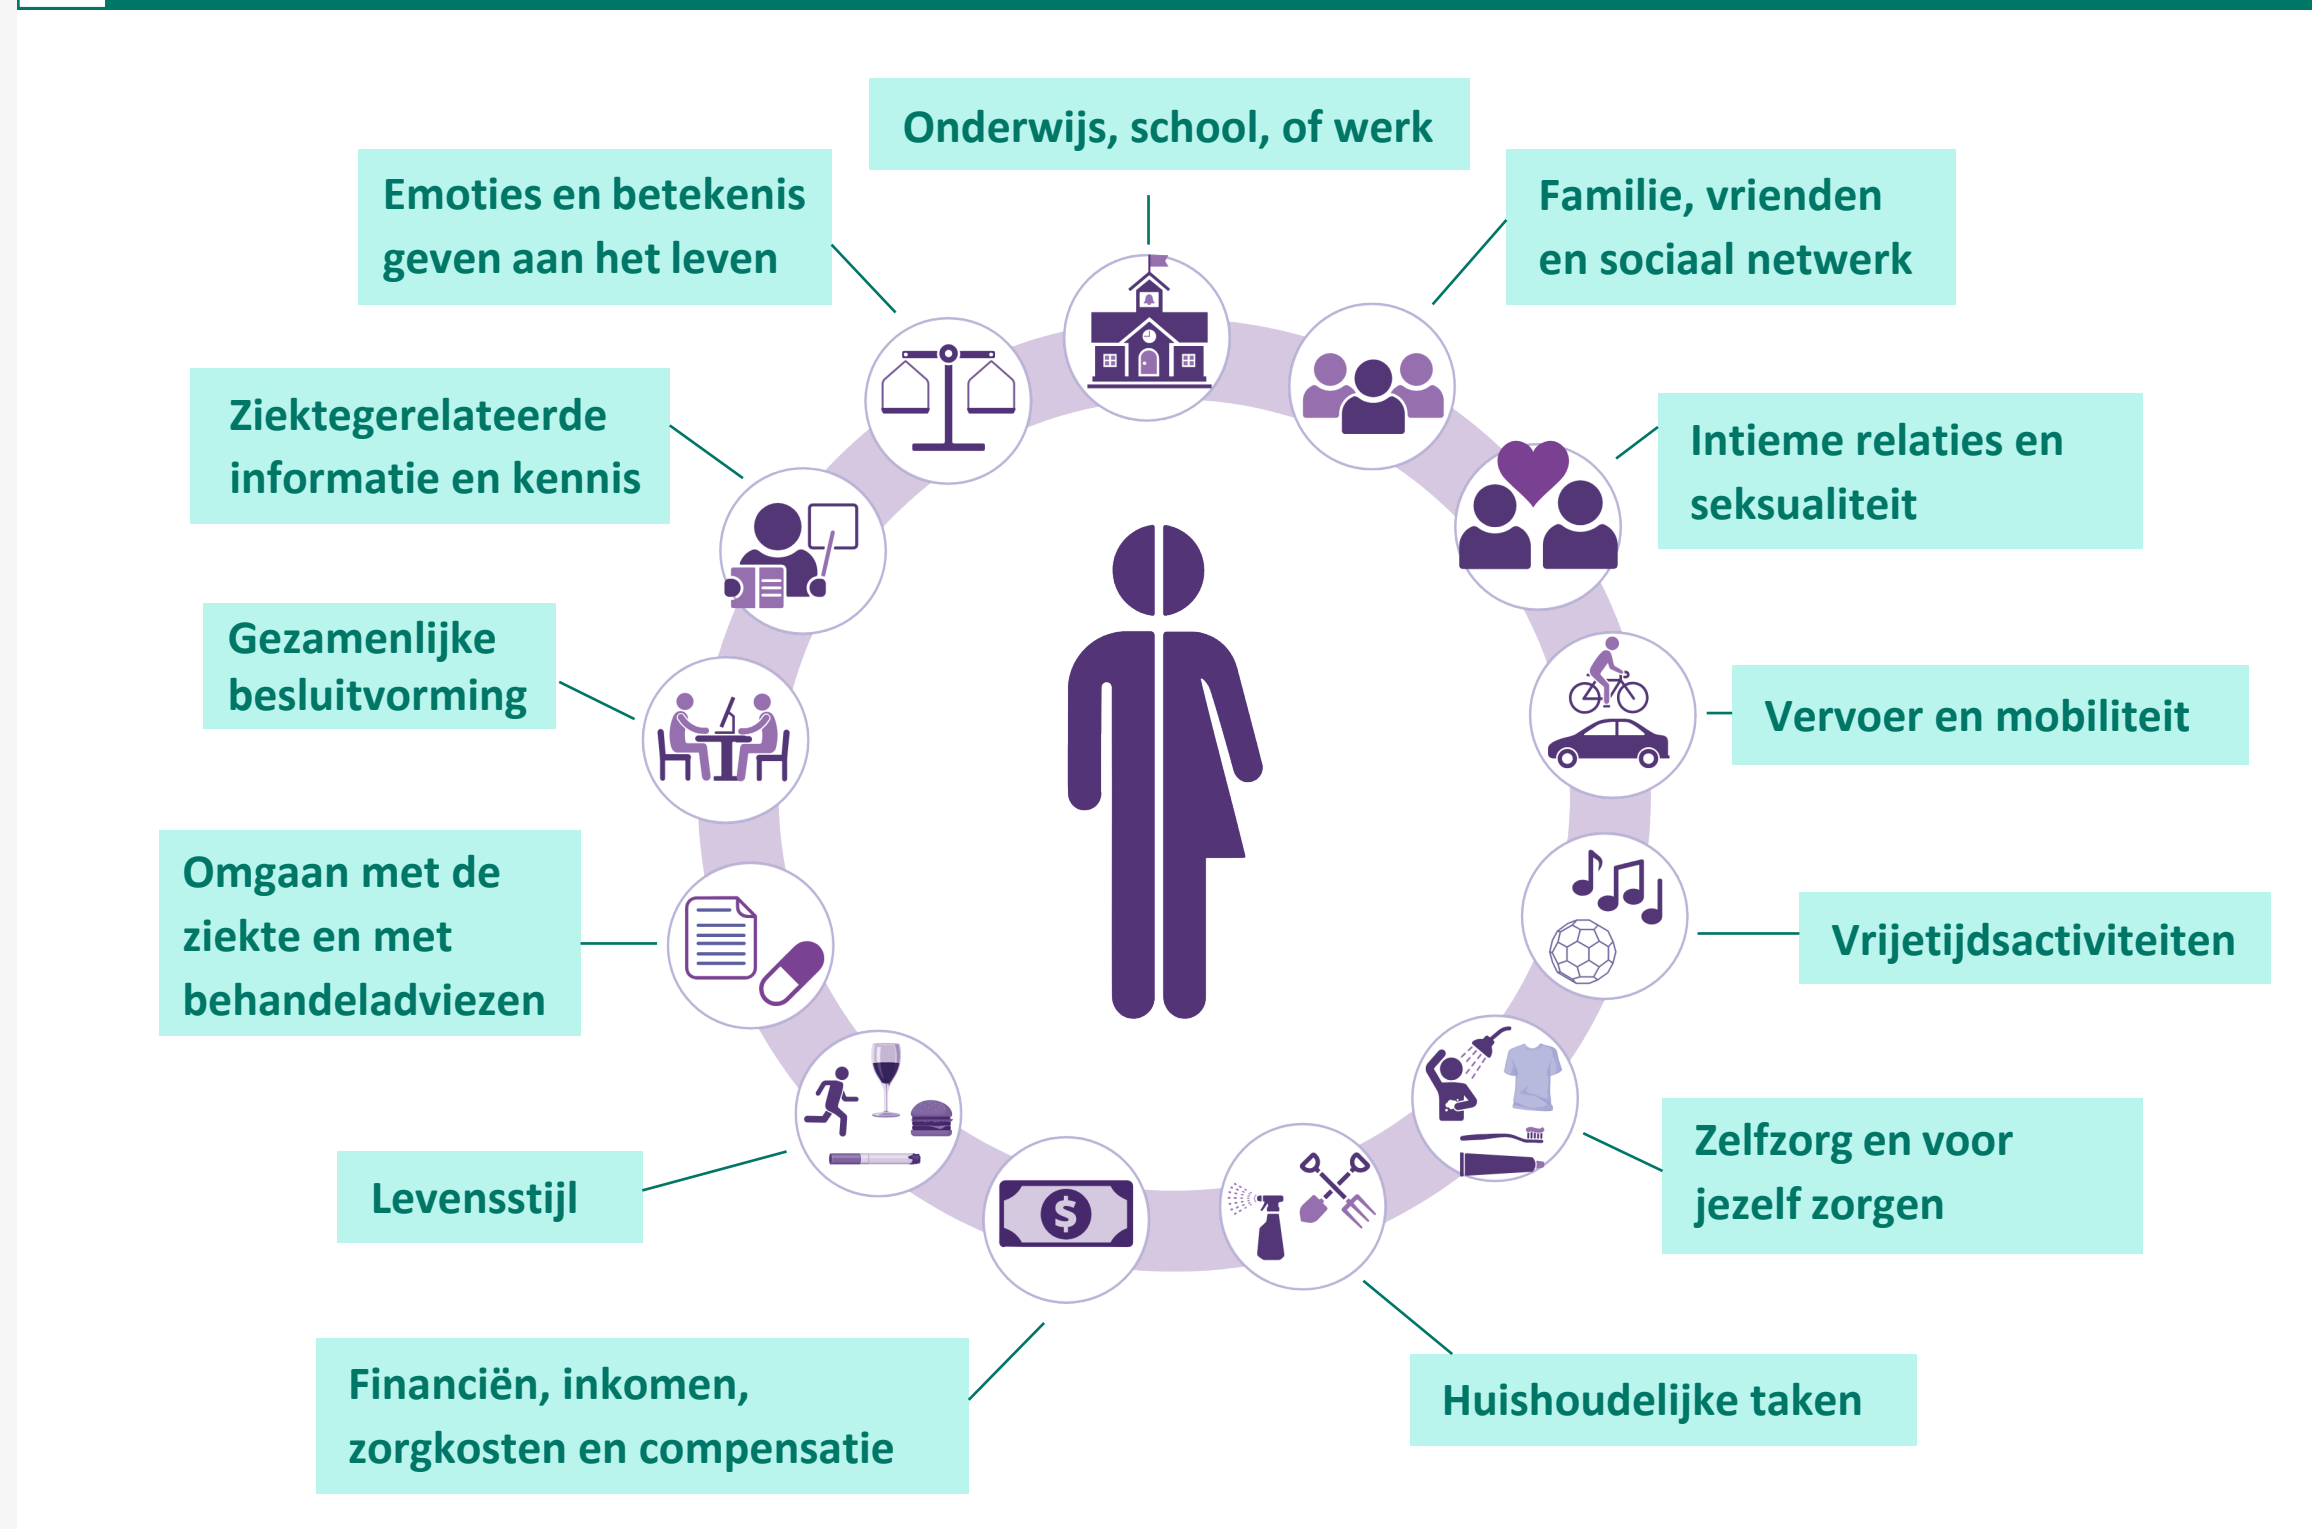 Onderwijs, school, of werk
Emoties en betekenis
geven aan het leven
Familie, vrienden
en sociaal netwerk
Ziektegerelateerde
informatie en kennis
Intieme relaties en
seksualiteit
Gezamenlijke
besluitvorming
Vervoer en mobiliteit
Omgaan met de
ziekte en met
behandeladviezen
Vrijetijdsactiviteiten
Zelfzorg en voor
jezelf zorgen
Levensstijl
$
Financiën, inkomen,
zorgkosten en compensatie
Huishoudelijke taken